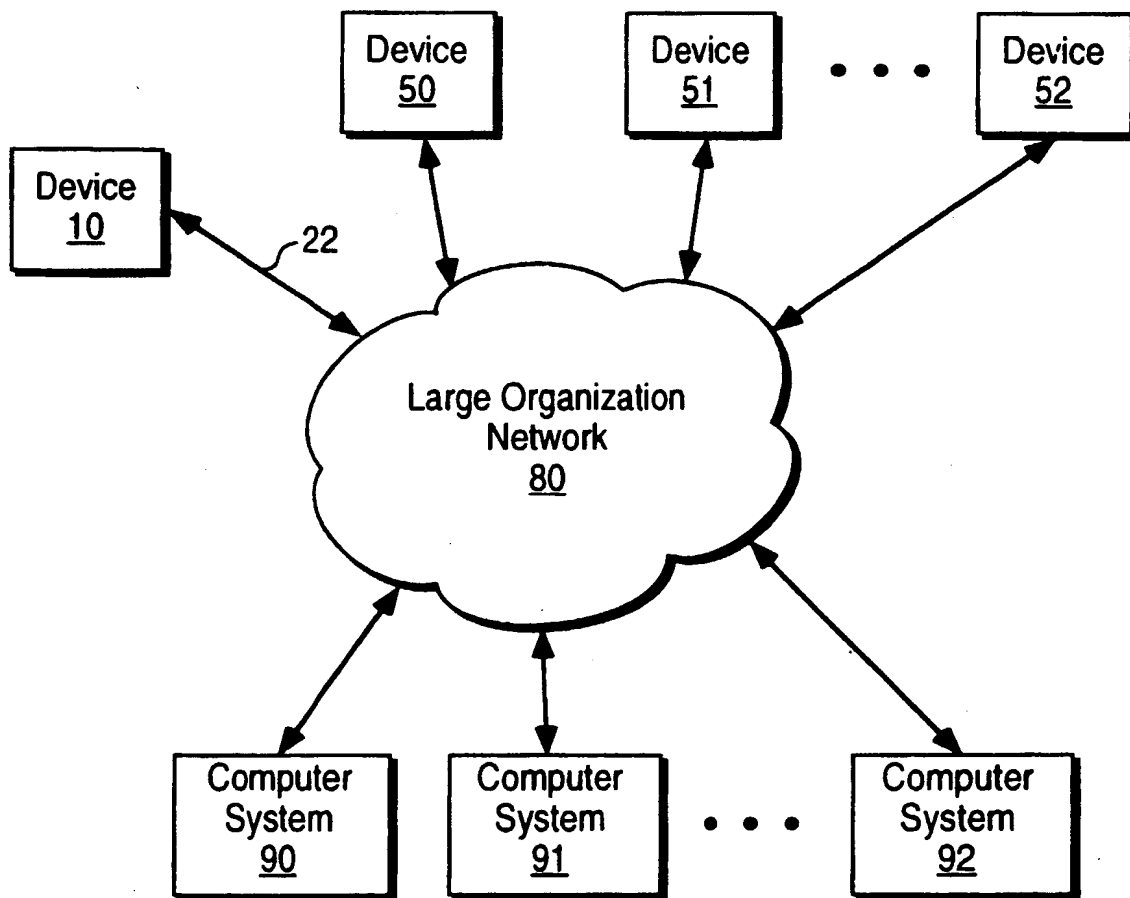 Device
50
Device
51
Device
52
Device
10
22
Large Organization
Network
80
Computer
System
90
Computer
System
91
Computer
System
92